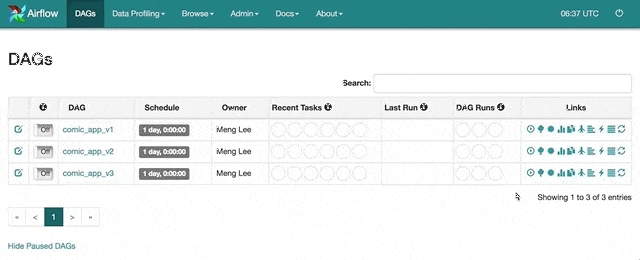 Airflow DAGs Data Profiling Browse Admin Docs About 06:37 UTC
DAGs
Search:
DAG Schedule Owner Recent Tasks Last Run DAG Runs Links
Off comic_app_v1 1 day, 0:00:00 Meng Lee
Off comic_app_v2 1 day, 0:00:00 Meng Lee
Off comic_app_v3 1 day, 0:00:00 Meng Lee
Showing 1 to 3 of 3 entries
« < 1 > »
Hide Paused DAGs